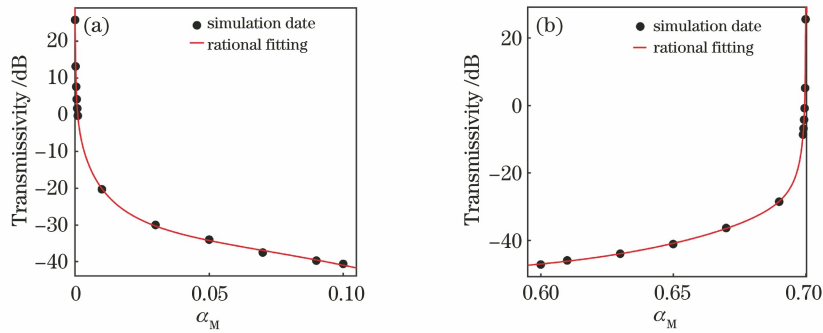 (a)
simulation date
rational fitting
Transmissivity /dB
20
10
0
−10
−20
−30
−40
0
0.05
0.10
α_M
(b)
simulation date
rational fitting
Transmissivity /dB
20
0
−20
−40
0.60
0.65
0.70
α_M